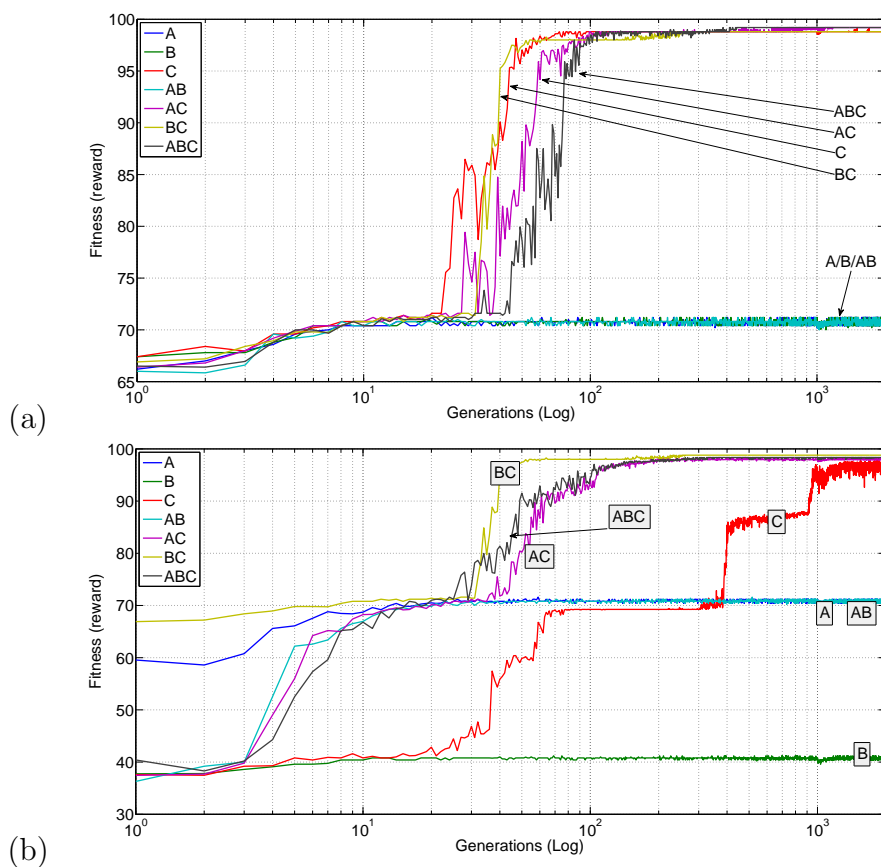 (a)
Fitness (reward)
100
95
90
85
80
75
70
65
A
B
C
AB
AC
BC
ABC
ABC
AC
C
BC
A/B/AB
10^0
10^1
10^2
10^3
Generations (Log)
(b)
Fitness (reward)
100
90
80
70
60
50
40
30
A
B
C
AB
AC
BC
ABC
BC
ABC
AC
C
A
AB
B
10^0
10^1
10^2
10^3
Generations (Log)